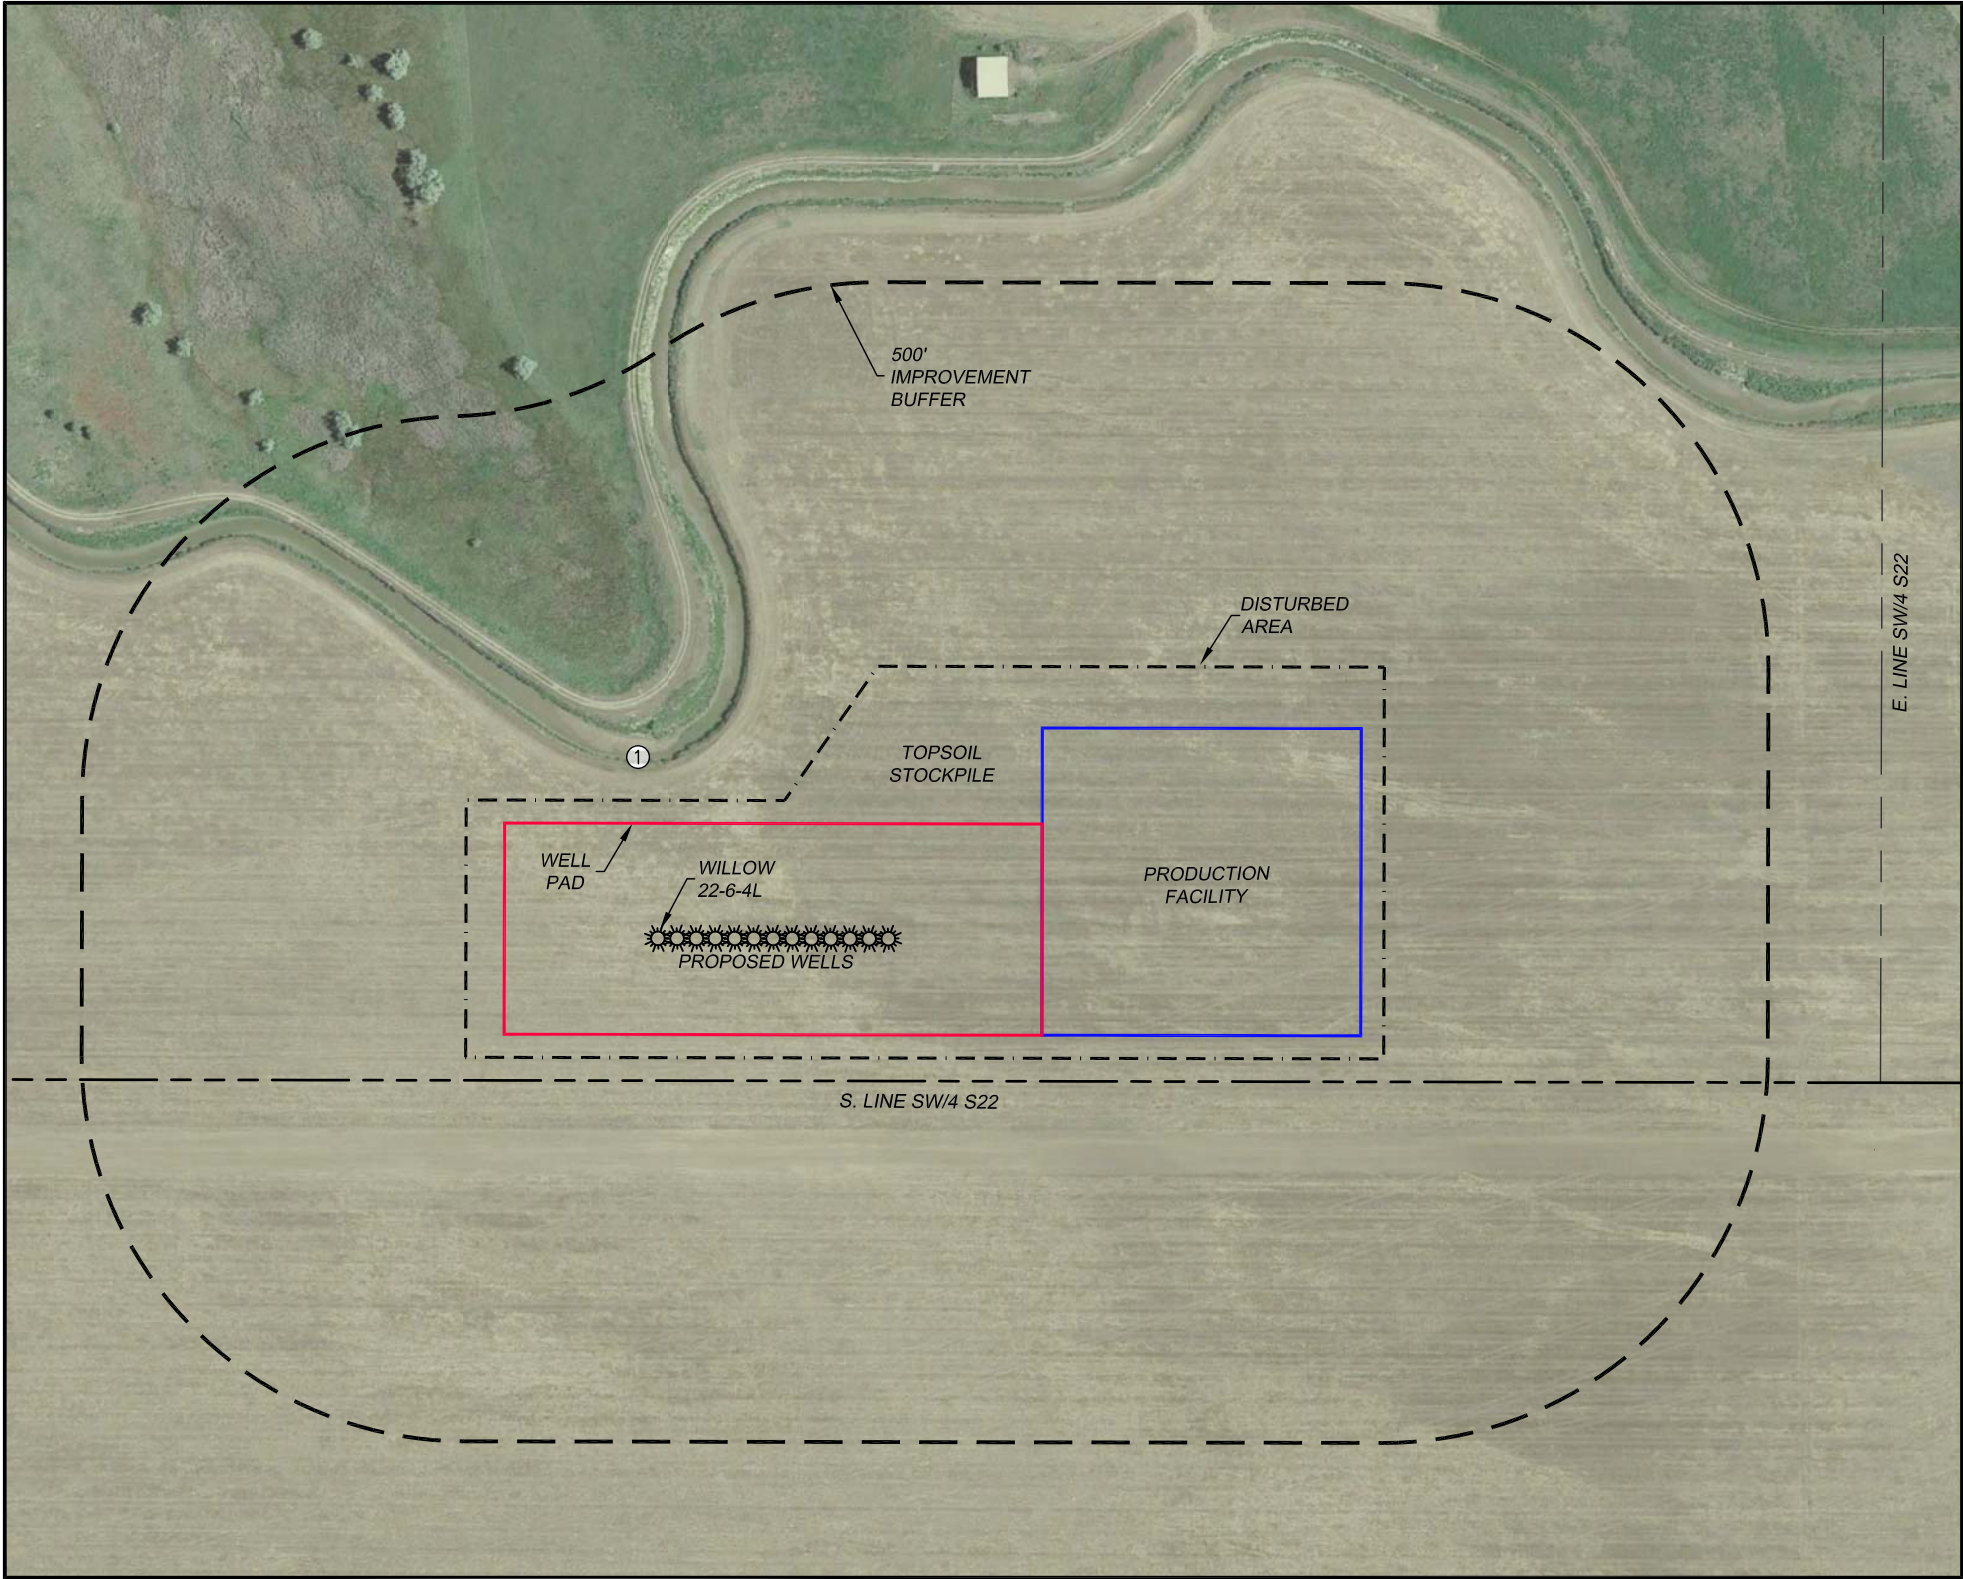 500'
IMPROVEMENT
BUFFER
DISTURBED
AREA
E. LINE SW/4 S22
TOPSOIL
STOCKPILE
1
WELL
PAD
WILLOW
22-6-4L
PRODUCTION
FACILITY
PROPOSED WELLS
S. LINE SW/4 S22